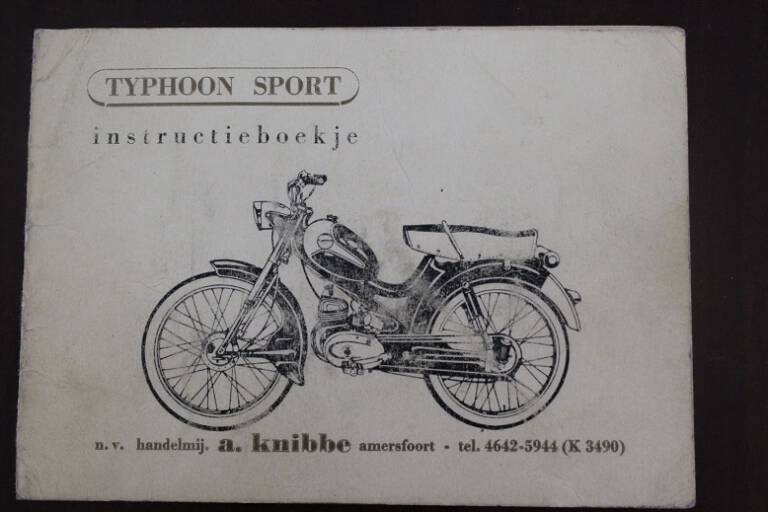 TYPHOON SPORT
instructieboekje
n.v. handelmij. a. knibbe amersfoort - tel. 4642-5944 (K 3490)